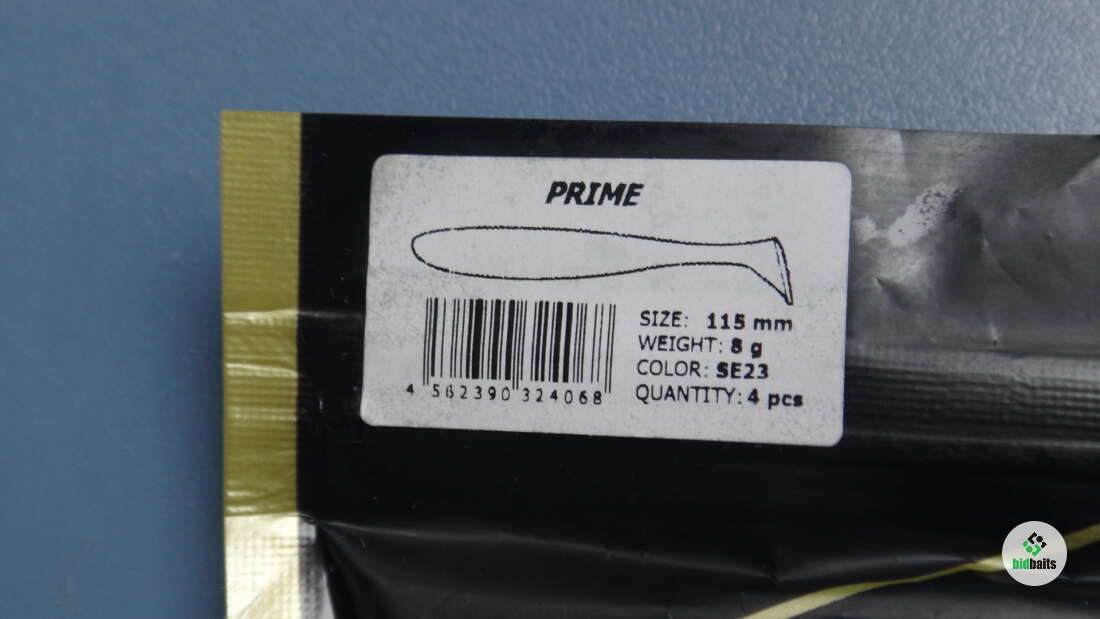 PRIME
SIZE: 115 mm
WEIGHT: 8 g
COLOR: SE23
QUANTITY: 4 pcs
4 562390 324068
bidbaits